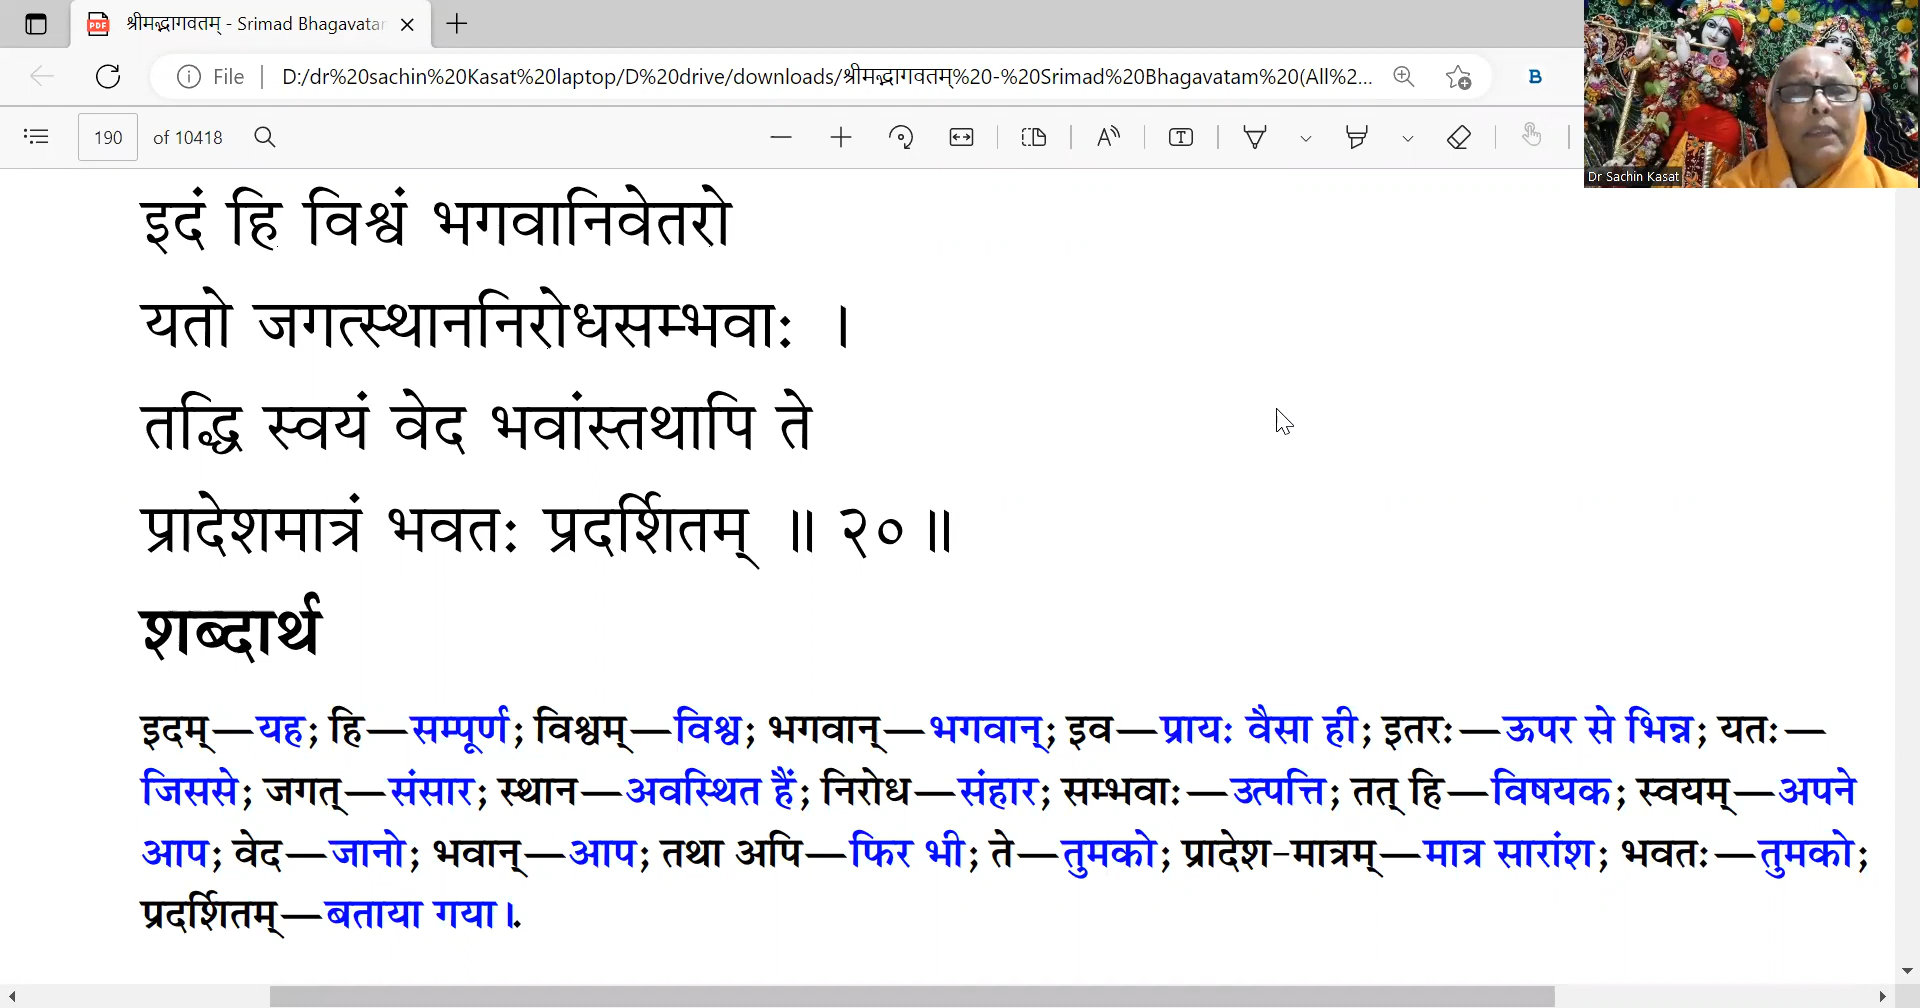 श्रीमद्भागवतम् - Srimad Bhagavatam
File
D:/dr%20sachin%20Kasat%20laptop/D%20drive/downloads/श्रीमद्भागवतम्%20-%20Srimad%20Bhagavatam%20(All%2...
B
190 of 10418
Dr Sachin Kasat
इदं हि विश्वं भगवानिवेतरो
यतो जगत्स्थाननिरोधसम्भवाः ।
तद्धि स्वयं वेद भवांस्तथापि ते
प्रादेशमात्रं भवतः प्रदर्शितम् ॥ २० ॥
शब्दार्थ
इदम्—यह; हि—सम्पूर्ण; विश्वम्—विश्व; भगवान्—भगवान्; इव—प्रायः वैसा ही; इतरः—ऊपर से भिन्न; यतः—
जिससे; जगत्—संसार; स्थान—अवस्थित हैं; निरोध—संहार; सम्भवाः—उत्पत्ति; तत् हि—विषयक; स्वयम्—अपने
आप; वेद—जानो; भवान्—आप; तथा अपि—फिर भी; ते—तुमको; प्रादेश-मात्रम्—मात्र सारांश; भवतः—तुमको;
प्रदर्शितम्—बताया गया।.